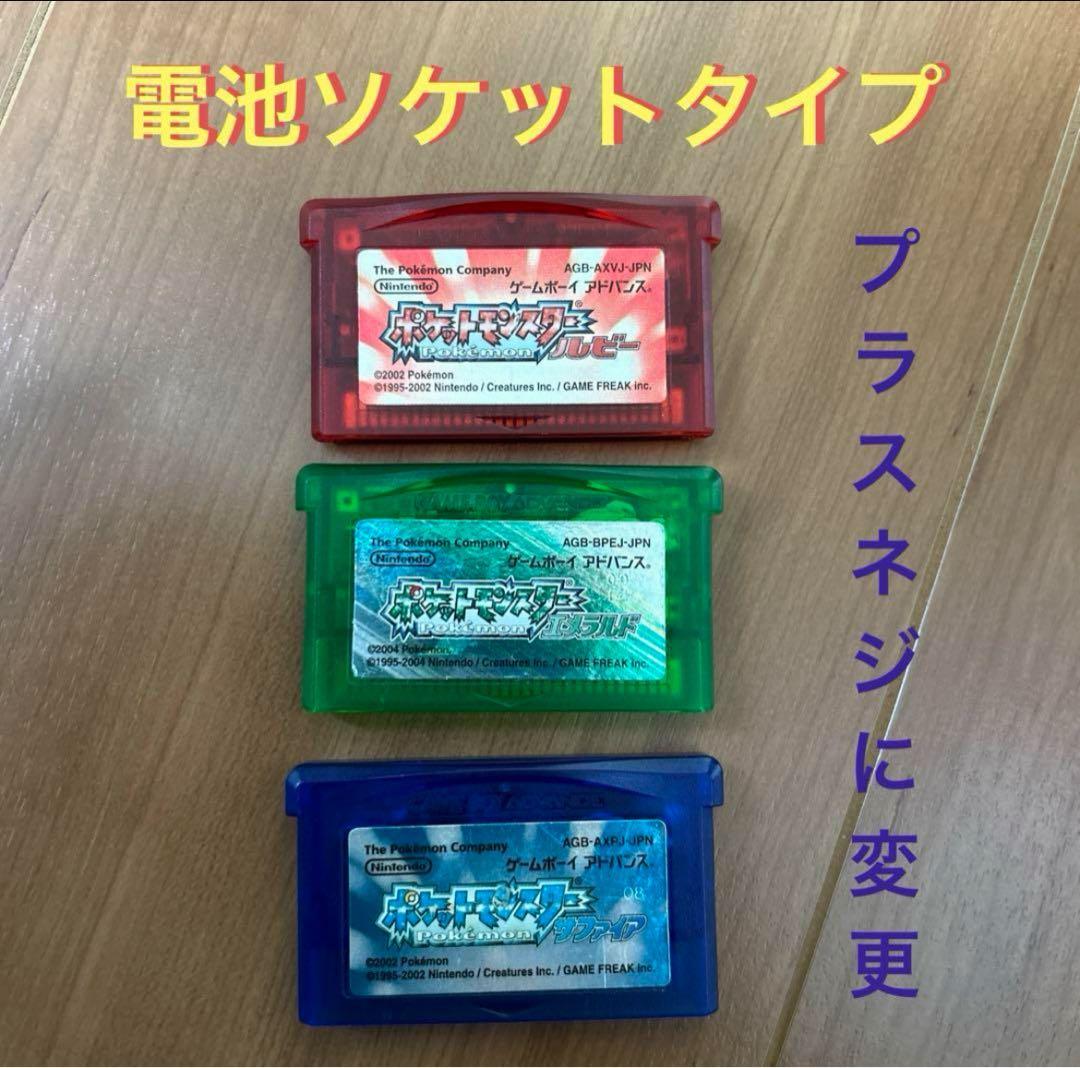 電池ソケットタイプ
プラスネジに変更
The Pokémon Company
AGB-AXVJ-JPN
Nintendo
ゲームボーイ アドバンス®
ポケットモンスター®
Pokémon
ルビー
©2002 Pokémon
©1995-2002 Nintendo / Creatures Inc. / GAME FREAK inc.
The Pokémon Company
AGB-BPEJ-JPN
Nintendo
ゲームボーイ アドバンス®
ポケットモンスター®
Pokémon
エメラルド
©2004 Pokémon
©1995-2004 Nintendo / Creatures Inc. / GAME FREAK inc.
GAME BOY ADVANCE
The Pokémon Company
AGB-AXPJ-JPN
Nintendo
ゲームボーイ アドバンス®
08
ポケットモンスター®
Pokémon
サファイア
©2002 Pokémon
©1995-2002 Nintendo / Creatures Inc. / GAME FREAK inc.